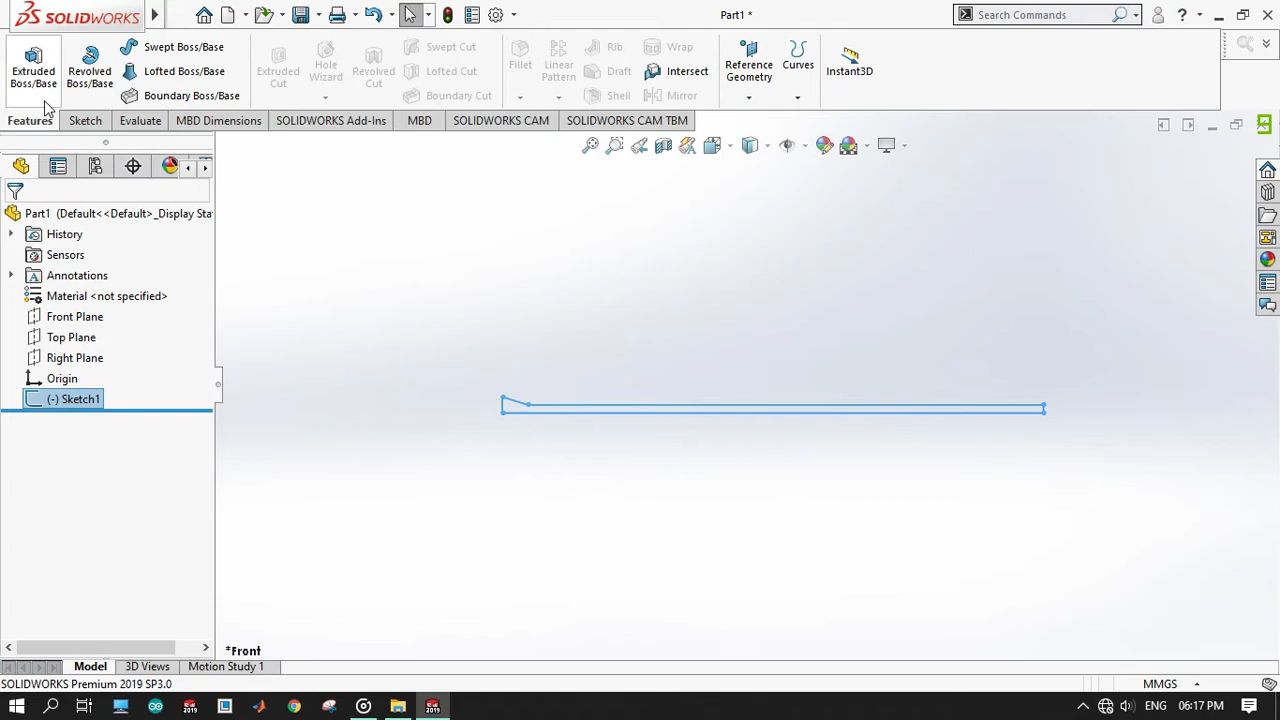 SOLIDWORKS
Part1 *
Search Commands
Extruded Boss/Base
Revolved Boss/Base
Swept Boss/Base
Lofted Boss/Base
Boundary Boss/Base
Extruded Cut
Hole Wizard
Revolved Cut
Swept Cut
Lofted Cut
Boundary Cut
Fillet
Linear Pattern
Rib
Draft
Shell
Wrap
Intersect
Mirror
Reference Geometry
Curves
Instant3D
Features
Sketch
Evaluate
MBD Dimensions
SOLIDWORKS Add-Ins
MBD
SOLIDWORKS CAM
SOLIDWORKS CAM TBM
Part1 (Default<<Default>_Display Sta
History
Sensors
Annotations
Material <not specified>
Front Plane
Top Plane
Right Plane
Origin
(-) Sketch1
*Front
Model
3D Views
Motion Study 1
SOLIDWORKS Premium 2019 SP3.0
MMGS
ENG
06:17 PM